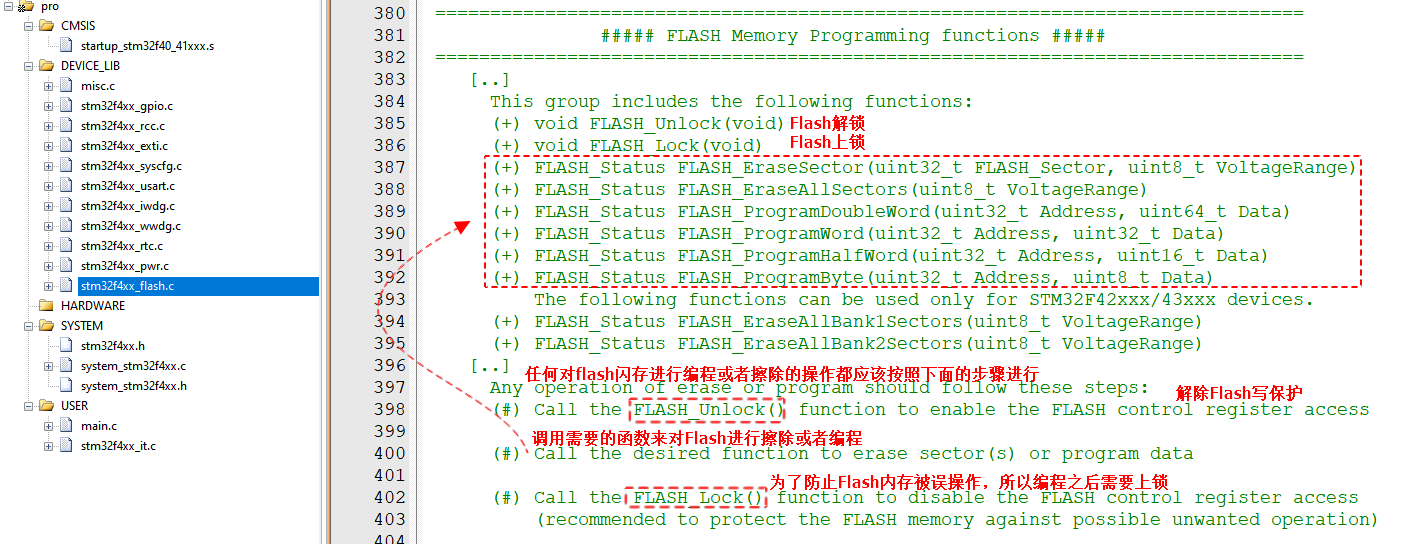 pro
CMSIS
startup_stm32f40_41xxx.s
DEVICE_LIB
misc.c
stm32f4xx_gpio.c
stm32f4xx_rcc.c
stm32f4xx_exti.c
stm32f4xx_syscfg.c
stm32f4xx_usart.c
stm32f4xx_iwdg.c
stm32f4xx_wwdg.c
stm32f4xx_rtc.c
stm32f4xx_pwr.c
stm32f4xx_flash.c
HARDWARE
SYSTEM
stm32f4xx.h
system_stm32f4xx.c
system_stm32f4xx.h
USER
main.c
stm32f4xx_it.c
380 ===============================================================================
381 ##### FLASH Memory Programming functions #####
382 ===============================================================================
383 [..]
384 This group includes the following functions:
385 (+) void FLASH_Unlock(void) Flash解锁
386 (+) void FLASH_Lock(void) Flash上锁
387 (+) FLASH_Status FLASH_EraseSector(uint32_t FLASH_Sector, uint8_t VoltageRange)
388 (+) FLASH_Status FLASH_EraseAllSectors(uint8_t VoltageRange)
389 (+) FLASH_Status FLASH_ProgramDoubleWord(uint32_t Address, uint64_t Data)
390 (+) FLASH_Status FLASH_ProgramWord(uint32_t Address, uint32_t Data)
391 (+) FLASH_Status FLASH_ProgramHalfWord(uint32_t Address, uint16_t Data)
392 (+) FLASH_Status FLASH_ProgramByte(uint32_t Address, uint8_t Data)
393 The following functions can be used only for STM32F42xxx/43xxx devices.
394 (+) FLASH_Status FLASH_EraseAllBank1Sectors(uint8_t VoltageRange)
395 (+) FLASH_Status FLASH_EraseAllBank2Sectors(uint8_t VoltageRange)
396 [..]
任何对flash闪存进行编程或者擦除的操作都应该按照下面的步骤进行
397 Any operation of erase or program should follow these steps:
解除Flash写保护
398 (#) Call the FLASH_Unlock() function to enable the FLASH control register access
399
调用需要的函数来对Flash进行擦除或者编程
400 (#) Call the desired function to erase sector(s) or program data
401
为了防止Flash内存被误操作，所以编程之后需要上锁
402 (#) Call the FLASH_Lock() function to disable the FLASH control register access
403 (recommended to protect the FLASH memory against possible unwanted operation)
404